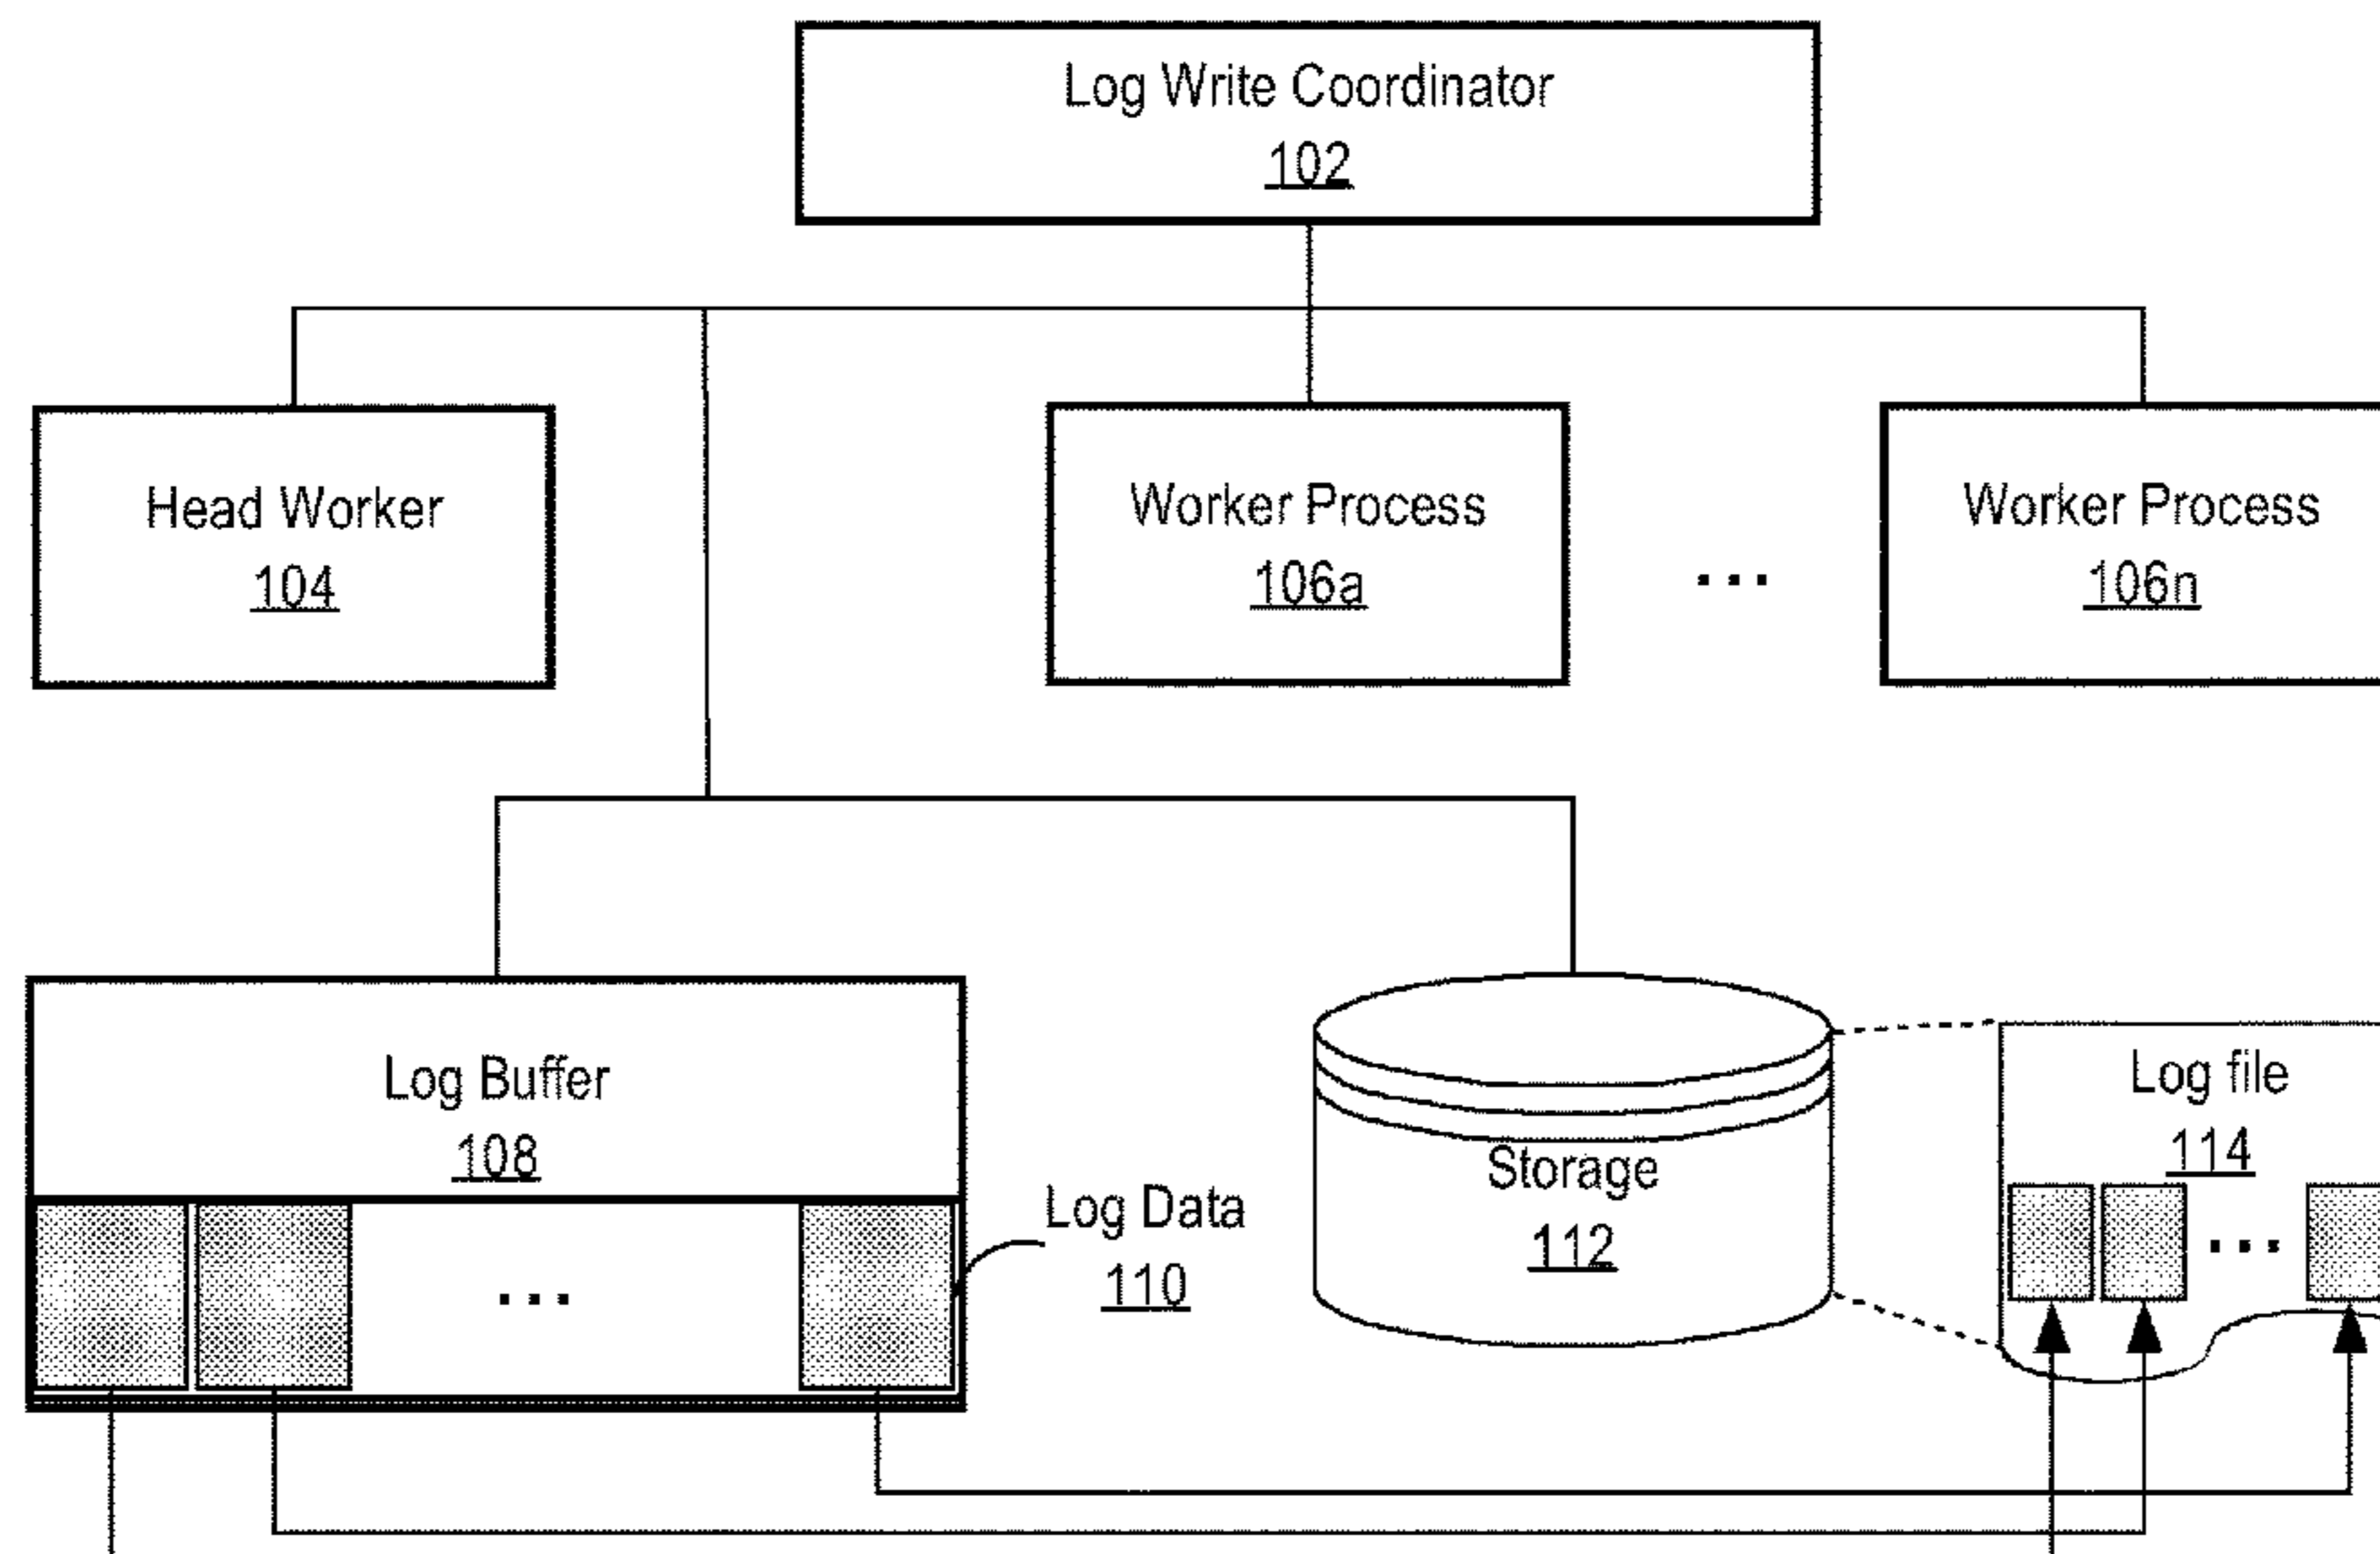 Log Write Coordinator
102
Head Worker
104
Worker Process
106a
...
Worker Process
106n
Log Buffer
108
...
Log Data
110
Storage
112
Log file
114
...